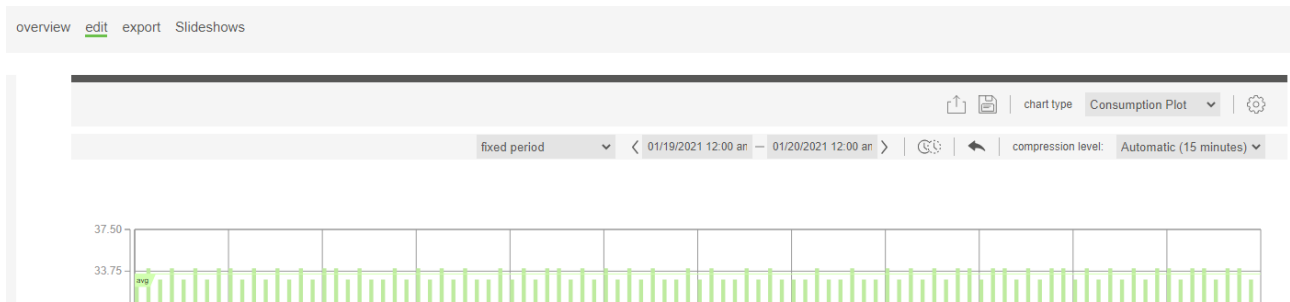 overview edit export Slideshows
chart type Consumption Plot
fixed period 01/19/2021 12:00 am — 01/20/2021 12:00 am compression level: Automatic (15 minutes)
37.50
33.75
avg